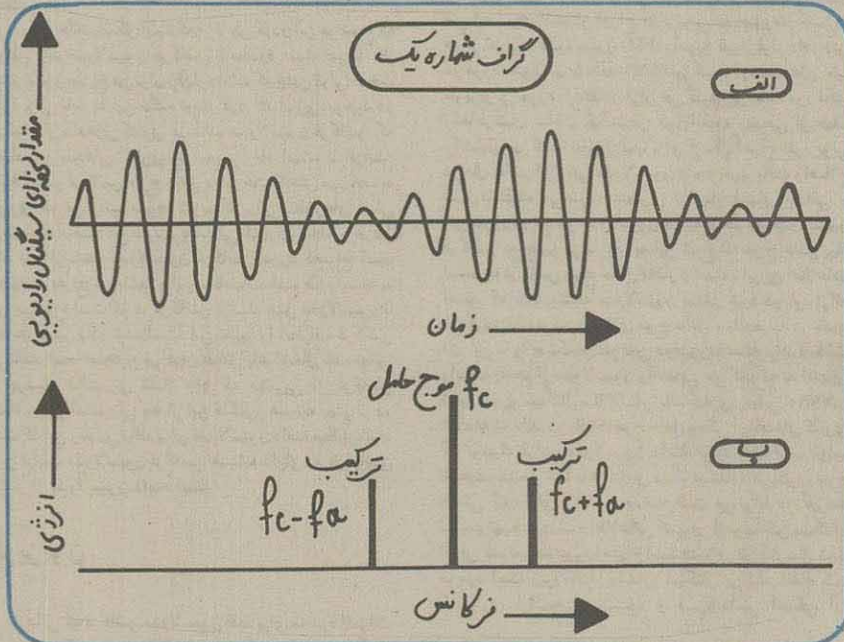 گراف شماره یک
الف
مقدار انرژی سیگنال رادیویی
زمان
موج حامل fc
ب
ترکیب
fc-fa
ترکیب
fc+fa
انرژی
فرکانس